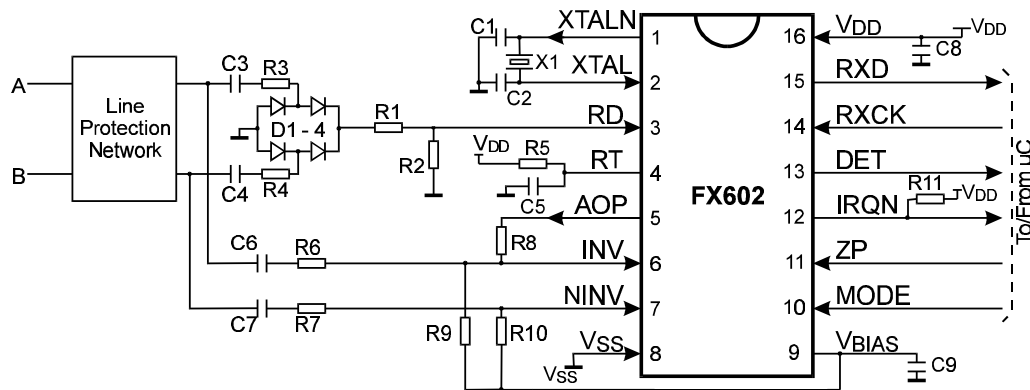 C1
XTALN
X1
XTAL
C2
A
B
Line
Protection
Network
C3
R3
D1 - 4
C4
R4
R1
R2
RD
VDD
R5
RT
C5
AOP
R8
C6
R6
INV
C7
R7
NINV
R9
R10
VSS
VSS
1
2
3
4
5
6
7
8
FX602
16
15
14
13
12
11
10
9
VDD
VDD
C8
RXD
RXCK
DET
R11
VDD
IRQN
ZP
MODE
VBIAS
C9
To/From µC